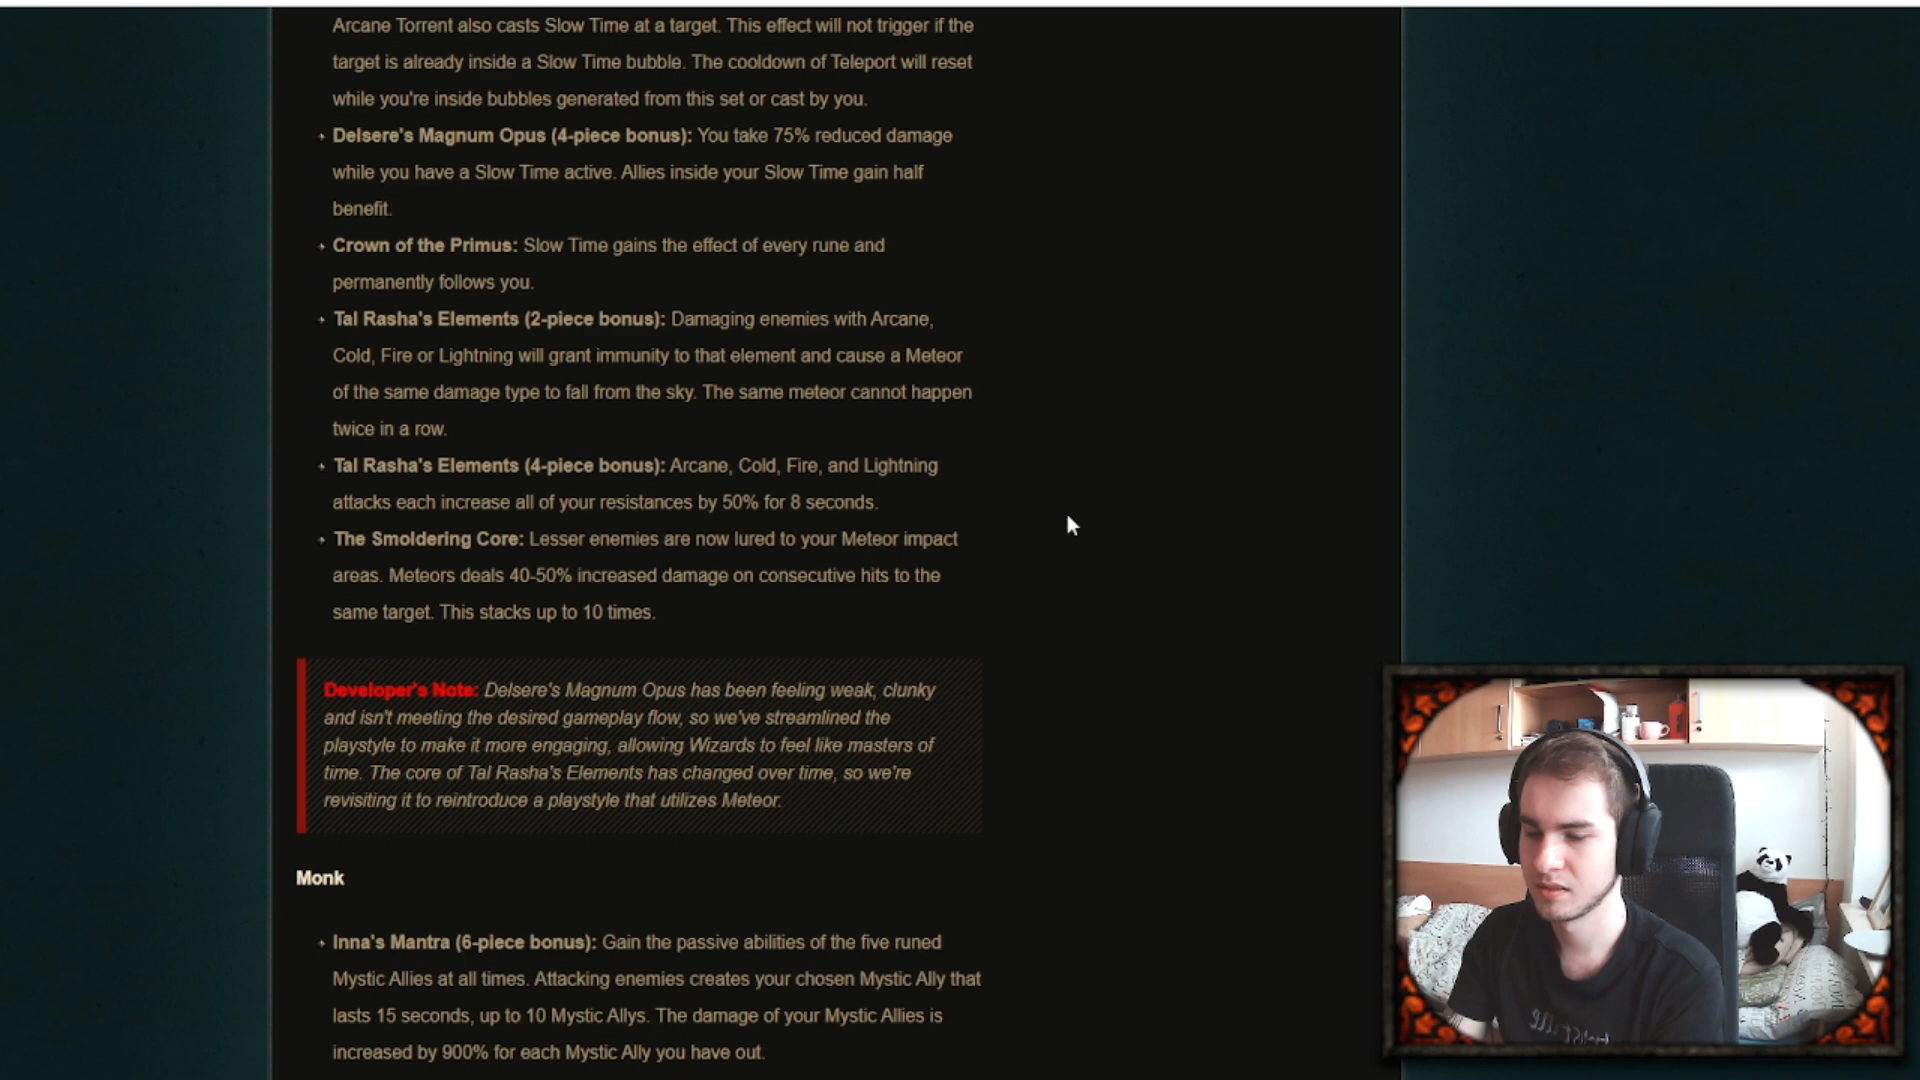 Arcane Torrent also casts Slow Time at a target. This effect will not trigger if the
target is already inside a Slow Time bubble. The cooldown of Teleport will reset
while you're inside bubbles generated from this set or cast by you.
Delsere's Magnum Opus (4-piece bonus): You take 75% reduced damage
while you have a Slow Time active. Allies inside your Slow Time gain half
benefit.
Crown of the Primus: Slow Time gains the effect of every rune and
permanently follows you.
Tal Rasha's Elements (2-piece bonus): Damaging enemies with Arcane,
Cold, Fire or Lightning will grant immunity to that element and cause a Meteor
of the same damage type to fall from the sky. The same meteor cannot happen
twice in a row.
Tal Rasha's Elements (4-piece bonus): Arcane, Cold, Fire, and Lightning
attacks each increase all of your resistances by 50% for 8 seconds.
The Smoldering Core: Lesser enemies are now lured to your Meteor impact
areas. Meteors deals 40-50% increased damage on consecutive hits to the
same target. This stacks up to 10 times.
Developer's Note: Delsere's Magnum Opus has been feeling weak, clunky
and isn't meeting the desired gameplay flow, so we've streamlined the
playstyle to make it more engaging, allowing Wizards to feel like masters of
time. The core of Tal Rasha's Elements has changed over time, so we're
revisiting it to reintroduce a playstyle that utilizes Meteor.
Monk
Inna's Mantra (6-piece bonus): Gain the passive abilities of the five runed
Mystic Allies at all times. Attacking enemies creates your chosen Mystic Ally that
lasts 15 seconds, up to 10 Mystic Allys. The damage of your Mystic Allies is
increased by 900% for each Mystic Ally you have out.